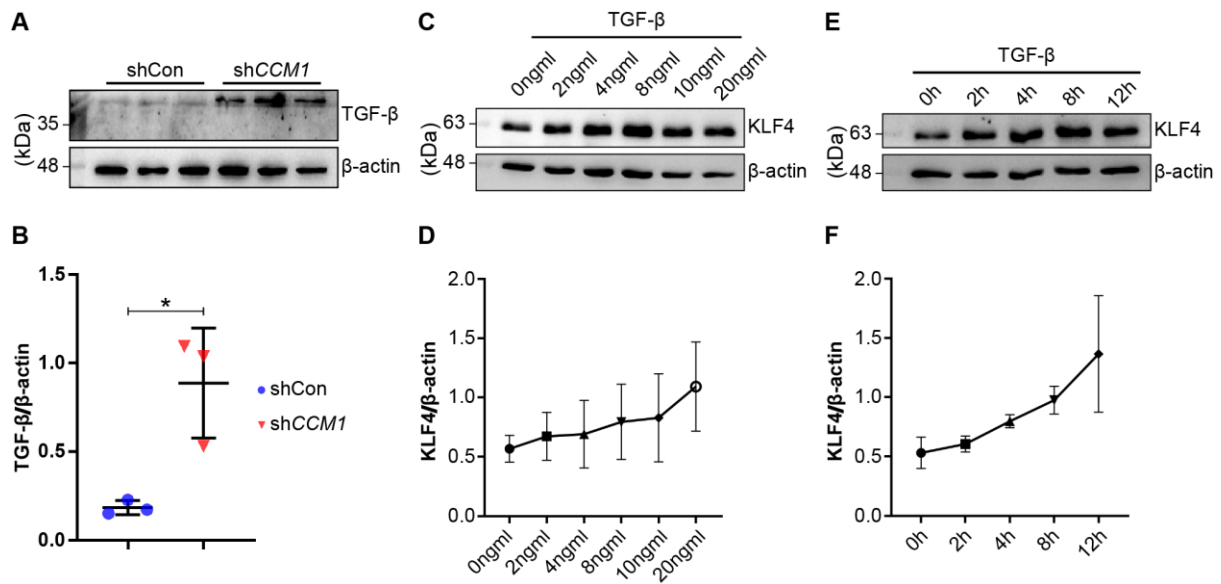 A
shCon shCCM1
(kDa)
35
TGF-β
48
β-actin
B
TGF-β/β-actin
1.5
1.0
0.5
0.0
*
shCon
shCCM1
C
TGF-β
0ngml 2ngml 4ngml 8ngml 10ngml 20ngml
(kDa)
63
KLF4
48
β-actin
D
KLF4/β-actin
2.0
1.5
1.0
0.5
0.0
0ngml 2ngml 4ngml 8ngml 10ngml 20ngml
E
TGF-β
0h 2h 4h 8h 12h
(kDa)
63
KLF4
48
β-actin
F
KLF4/β-actin
2.0
1.5
1.0
0.5
0.0
0h 2h 4h 8h 12h